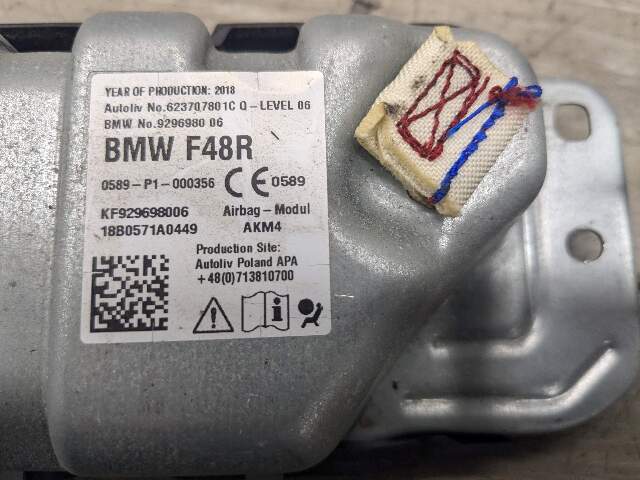 YEAR OF PRODUCTION: 2018
Autoliv No.623707801C Q-LEVEL 06
BMW No.9296980 06
BMW F48R
0589-P1-000356 CE 0589
KF929698006 Airbag-Modul
18B0571A0449 AKM4
Production Site:
Autoliv Poland APA
+48(0)713810700